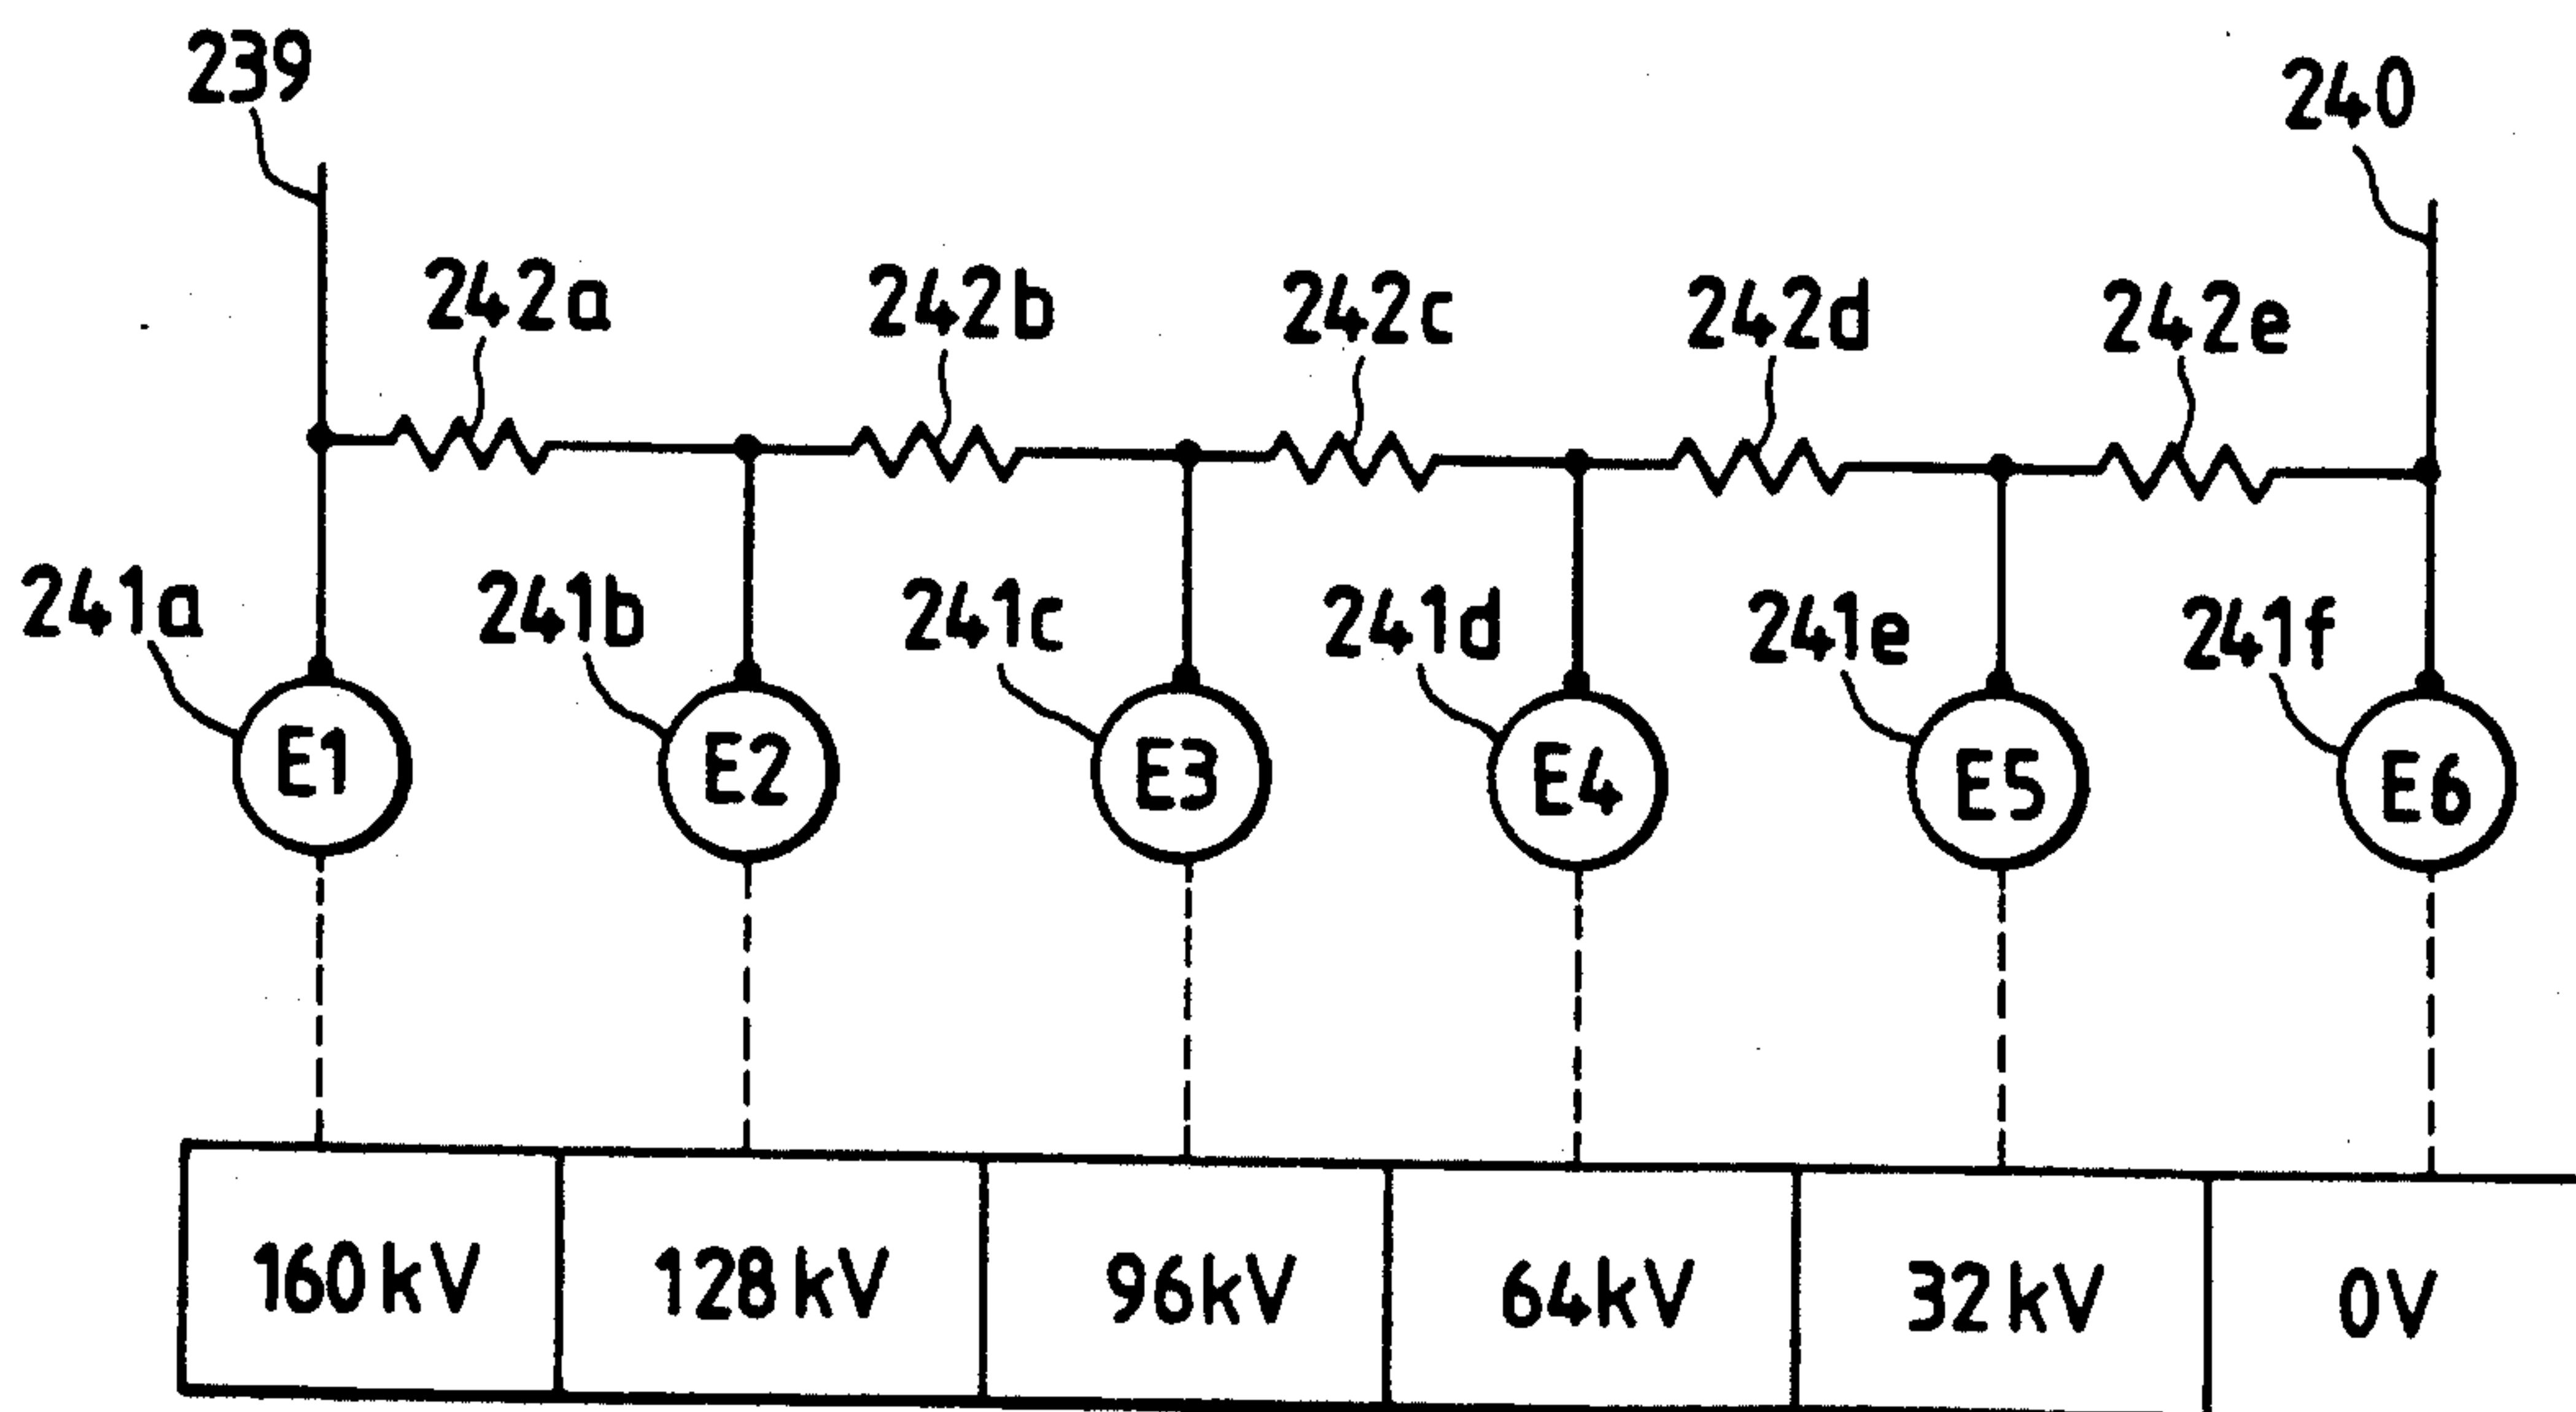 239 240
242a 242b 242c 242d 242e
241a 241b 241c 241d 241e 241f
E1 E2 E3 E4 E5 E6
160kV 128kV 96kV 64kV 32kV 0V